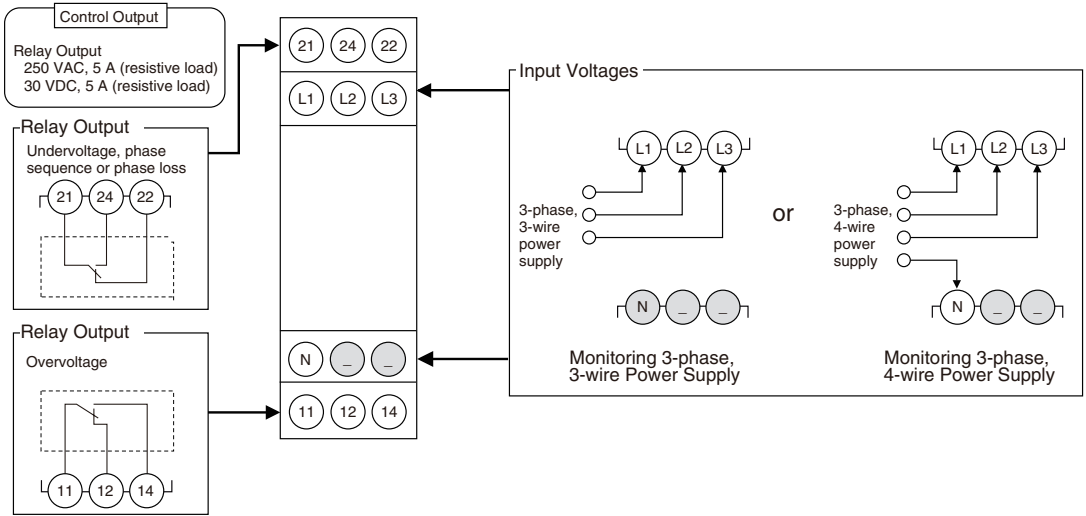 Control Output
Relay Output
250 VAC, 5 A (resistive load)
30 VDC, 5 A (resistive load)
Relay Output
Undervoltage, phase
sequence or phase loss
21 24 22
Relay Output
Overvoltage
11 12 14
21 24 22
L1 L2 L3
N _ _
11 12 14
Input Voltages
L1 L2 L3
3-phase,
3-wire
power
supply
N _ _
Monitoring 3-phase,
3-wire Power Supply
or
L1 L2 L3
3-phase,
4-wire
power
supply
N _ _
Monitoring 3-phase,
4-wire Power Supply